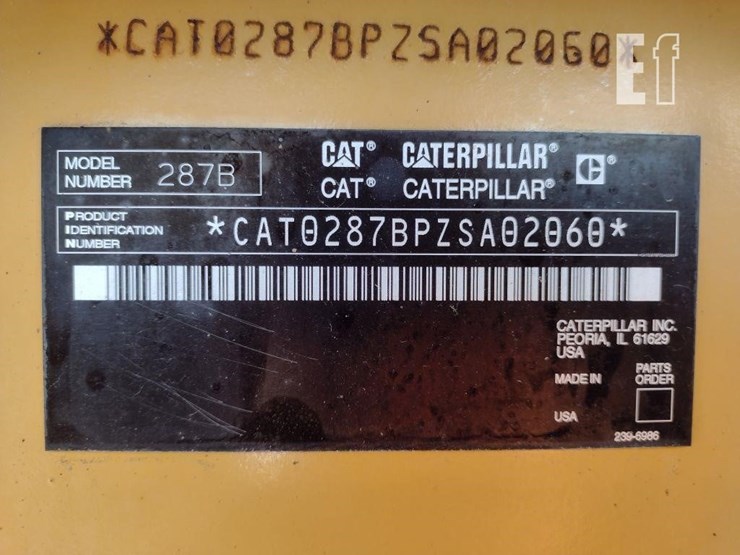 *CAT0287BPZSA02060*
Ef
MODEL NUMBER 287B
CAT® CATERPILLAR®
CAT® CATERPILLAR®
PRODUCT IDENTIFICATION NUMBER *CAT0287BPZSA02060*
CATERPILLAR INC.
PEORIA, IL 61629
USA
MADE IN
PARTS ORDER
USA
239-6986